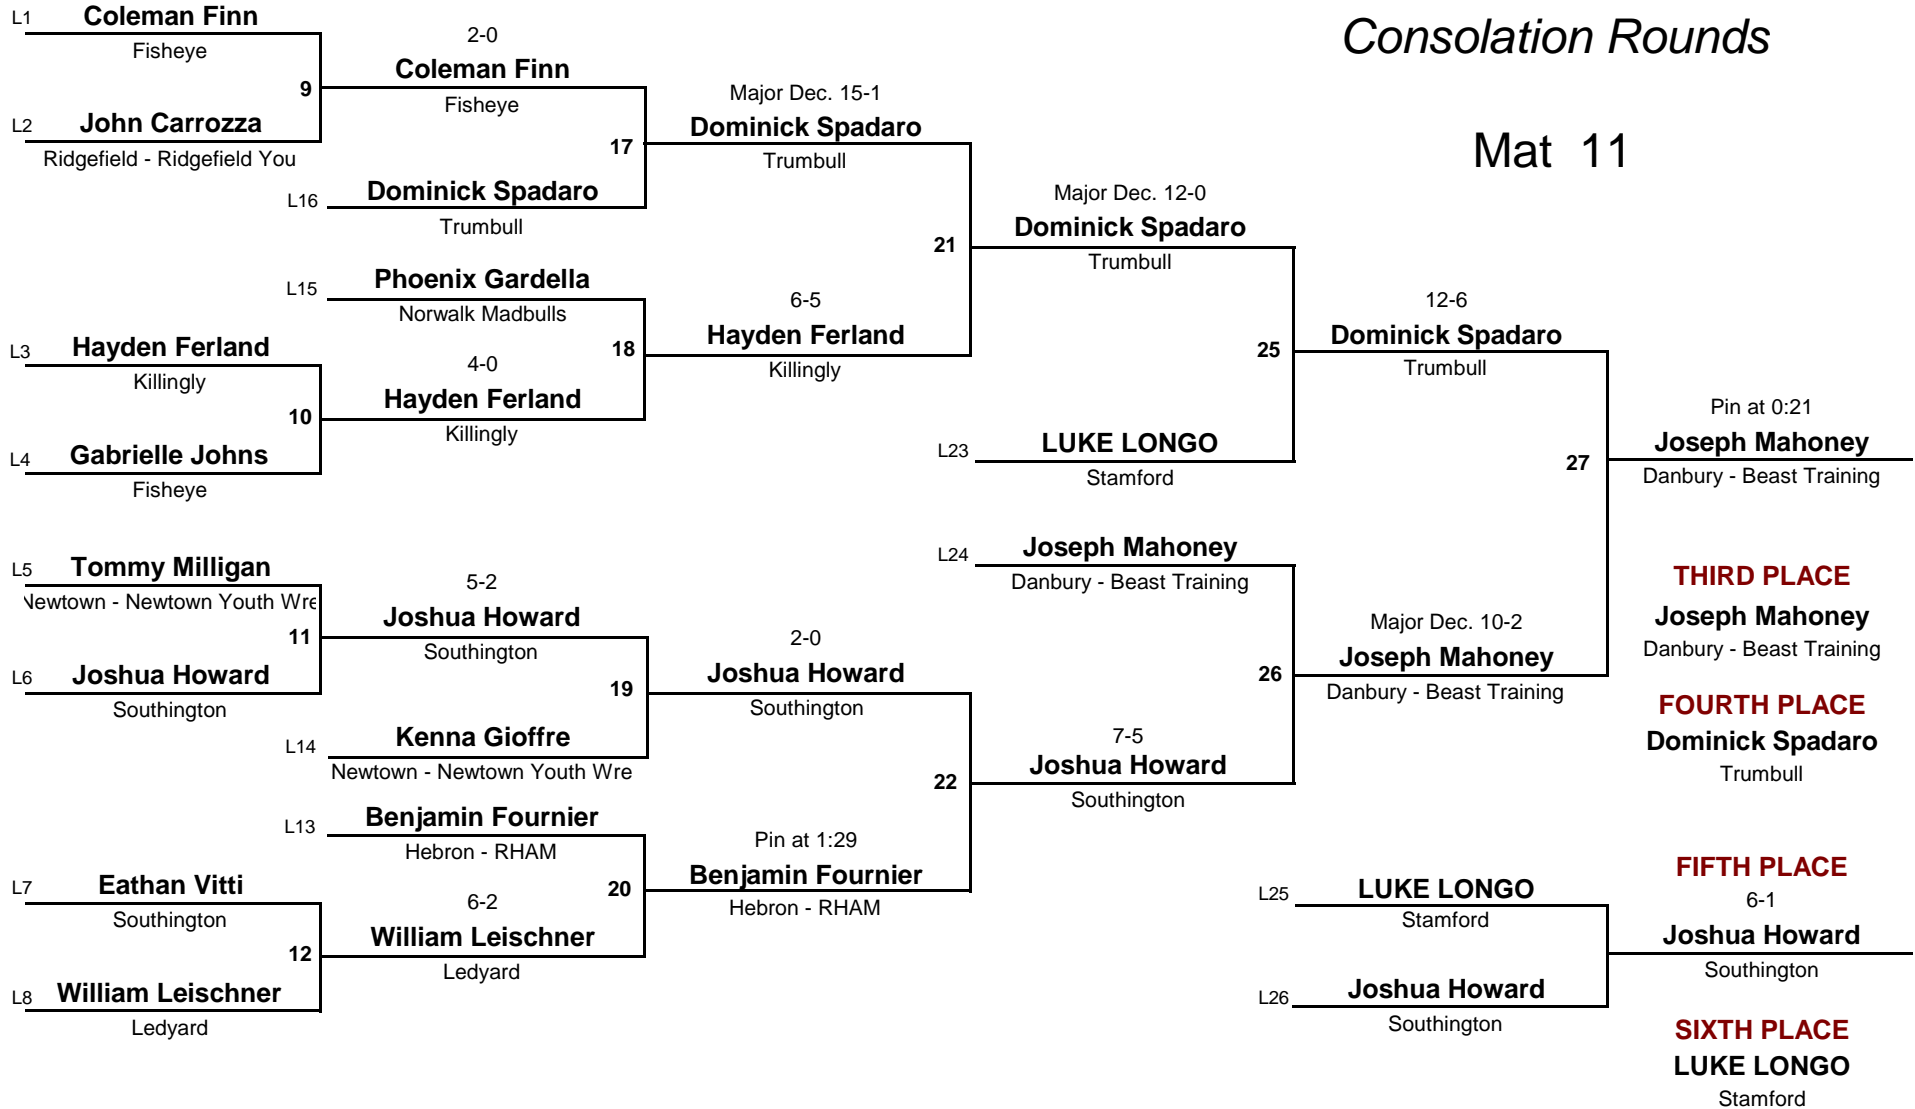 Consolation Rounds
Mat 11
L1
Coleman Finn
Fisheye
9
L2
John Carrozza
Ridgefield - Ridgefield You
2-0
Coleman Finn
Fisheye
17
L16
Dominick Spadaro
Trumbull
Major Dec. 15-1
Dominick Spadaro
Trumbull
21
L15
Phoenix Gardella
Norwalk Madbulls
18
L3
Hayden Ferland
Killingly
10
L4
Gabrielle Johns
Fisheye
4-0
Hayden Ferland
Killingly
6-5
Hayden Ferland
Killingly
Major Dec. 12-0
Dominick Spadaro
Trumbull
25
L23
LUKE LONGO
Stamford
12-6
Dominick Spadaro
Trumbull
27
Pin at 0:21
Joseph Mahoney
Danbury - Beast Training
L5
Tommy Milligan
Newtown - Newtown Youth Wre
11
L6
Joshua Howard
Southington
5-2
Joshua Howard
Southington
19
L14
Kenna Gioffre
Newtown - Newtown Youth Wre
2-0
Joshua Howard
Southington
22
L13
Benjamin Fournier
Hebron - RHAM
20
L7
Eathan Vitti
Southington
12
L8
William Leischner
Ledyard
6-2
William Leischner
Ledyard
Pin at 1:29
Benjamin Fournier
Hebron - RHAM
L24
Joseph Mahoney
Danbury - Beast Training
26
7-5
Joshua Howard
Southington
Major Dec. 10-2
Joseph Mahoney
Danbury - Beast Training
THIRD PLACE
Joseph Mahoney
Danbury - Beast Training
FOURTH PLACE
Dominick Spadaro
Trumbull
L25
LUKE LONGO
Stamford
L26
Joshua Howard
Southington
FIFTH PLACE
6-1
Joshua Howard
Southington
SIXTH PLACE
LUKE LONGO
Stamford